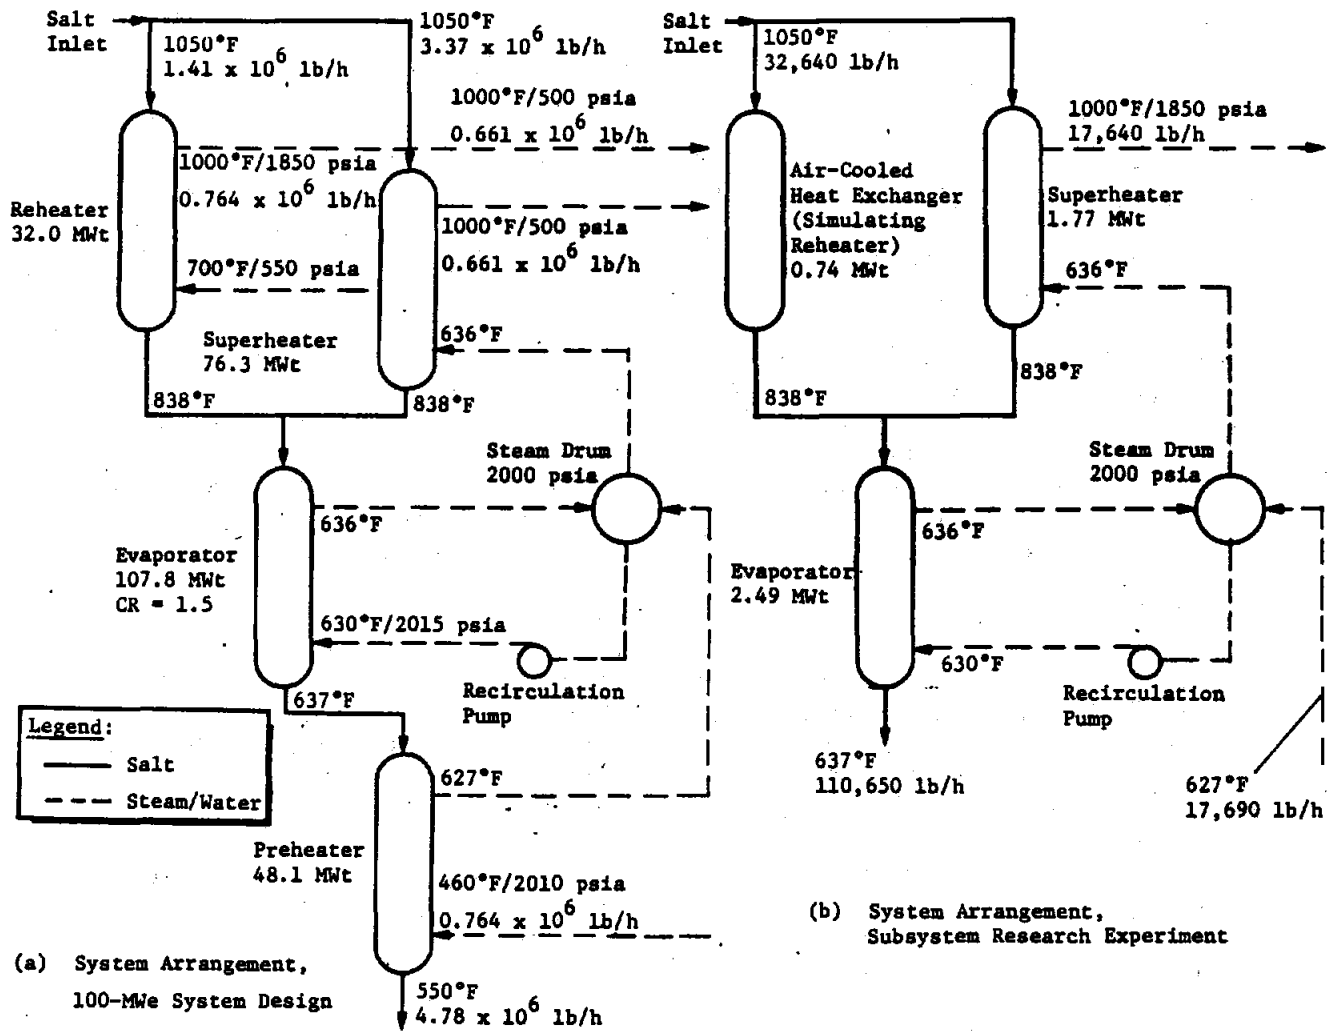 Salt
Inlet
1050°F
1.41 x 10^6 lb/h
1050°F
3.37 x 10^6 lb/h
1000°F/500 psia
0.661 x 10^6 lb/h
1000°F/1850 psia
0.764 x 10^6 lb/h
Reheater
32.0 MWt
1000°F/500 psia
0.661 x 10^6 lb/h
700°F/550 psia
Superheater
76.3 MWt
636°F
838°F
838°F
Steam Drum
2000 psia
636°F
Evaporator
107.8 MWt
CR = 1.5
630°F/2015 psia
Recirculation
Pump
637°F
Legend:
Salt
Steam/Water
627°F
Preheater
48.1 MWt
460°F/2010 psia
0.764 x 10^6 lb/h
550°F
4.78 x 10^6 lb/h
(a) System Arrangement,
100-MWe System Design
Salt
Inlet
1050°F
32,640 lb/h
1000°F/1850 psia
17,640 lb/h
Air-Cooled
Heat Exchanger
(Simulating
Reheater)
0.74 MWt
Superheater
1.77 MWt
636°F
838°F
838°F
Steam Drum
2000 psia
636°F
Evaporator
2.49 MWt
630°F
Recirculation
Pump
637°F
110,650 lb/h
627°F
17,690 lb/h
(b) System Arrangement,
Subsystem Research Experiment